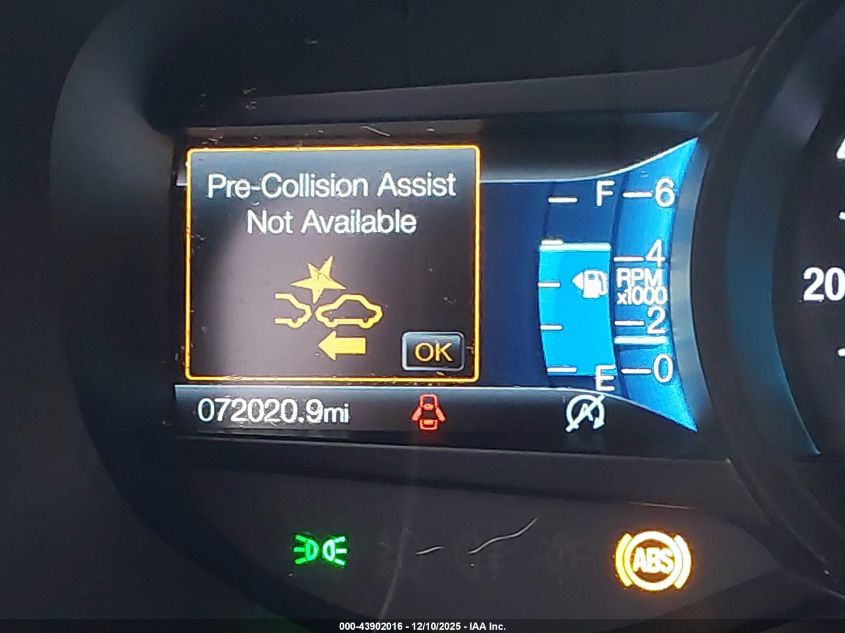 Pre-Collision Assist
Not Available
OK
F
6
4
RPM
x1000
2
E
0
20
072020.9mi
A
ABS
000-43902016 - 12/10/2025 - IAA Inc.